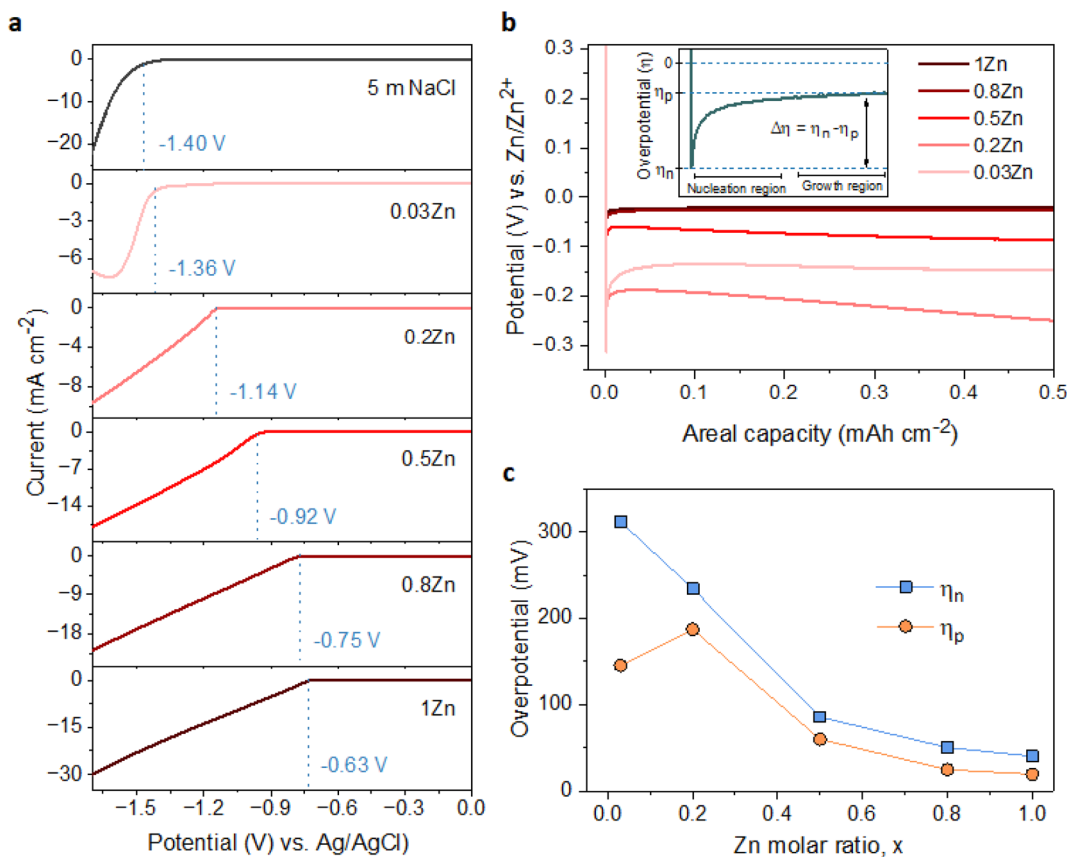 a
0
−10
−20
5 m NaCl
-1.40 V
0
−3
−6
0.03Zn
-1.36 V
0
−4
−8
0.2Zn
-1.14 V
0
−7
−14
0.5Zn
-0.92 V
0
−9
−18
0.8Zn
-0.75 V
0
−15
−30
1Zn
-0.63 V
Current (mA cm⁻²)
−1.5 −1.2 −0.9 −0.6 −0.3 0.0
Potential (V) vs. Ag/AgCl)
b
0.3
0.2
0.1
0.0
−0.1
−0.2
−0.3
Potential (V) vs. Zn/Zn²⁺
Overpotential (η)
0
ηₚ
ηₙ
Δη = ηₙ-ηₚ
Nucleation region Growth region
1Zn
0.8Zn
0.5Zn
0.2Zn
0.03Zn
0.0 0.1 0.2 0.3 0.4 0.5
Areal capacity (mAh cm⁻²)
c
300
200
100
0
Overpotential (mV)
ηₙ
ηₚ
0.0 0.2 0.4 0.6 0.8 1.0
Zn molar ratio, x